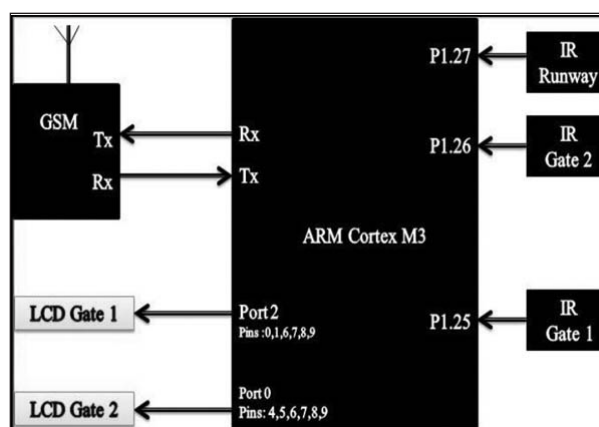 GSM
Tx
Rx
LCD Gate 1
LCD Gate 2
Rx
Tx
ARM Cortex M3
Port 2
Pins :0,1,6,7,8,9
Port 0
Pins: 4,5,6,7,8,9
P1.27
P1.26
P1.25
IR
Runway
IR
Gate 2
IR
Gate 1